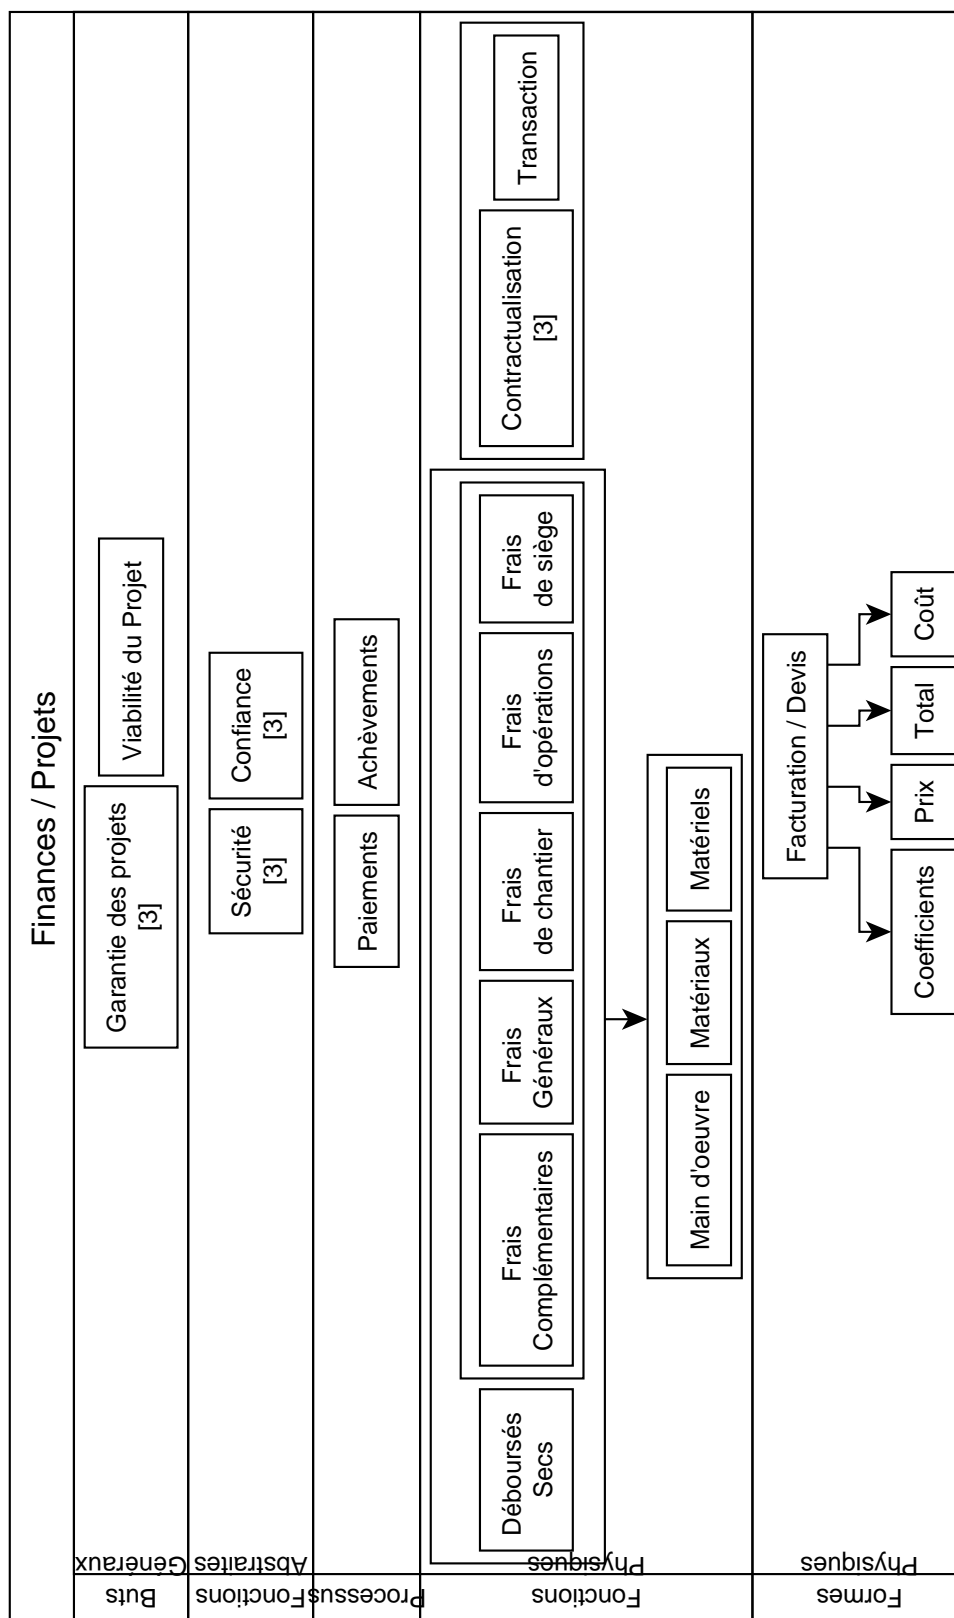 Finances / Projets
Buts
Généraux
Garantie des projets
[3]
Viabilité du Projet
Fonctions
Abstraites
Sécurité
[3]
Confiance
[3]
Processus
Paiements
Achèvements
Fonctions
Physiques
Déboursés
Secs
Frais
Complémentaires
Frais
Généraux
Frais
de chantier
Frais
d'opérations
Frais
de siège
Contractualisation
[3]
Transaction
Main d'oeuvre
Matériaux
Matériels
Formes
Physiques
Facturation / Devis
Coefficients
Prix
Total
Coût